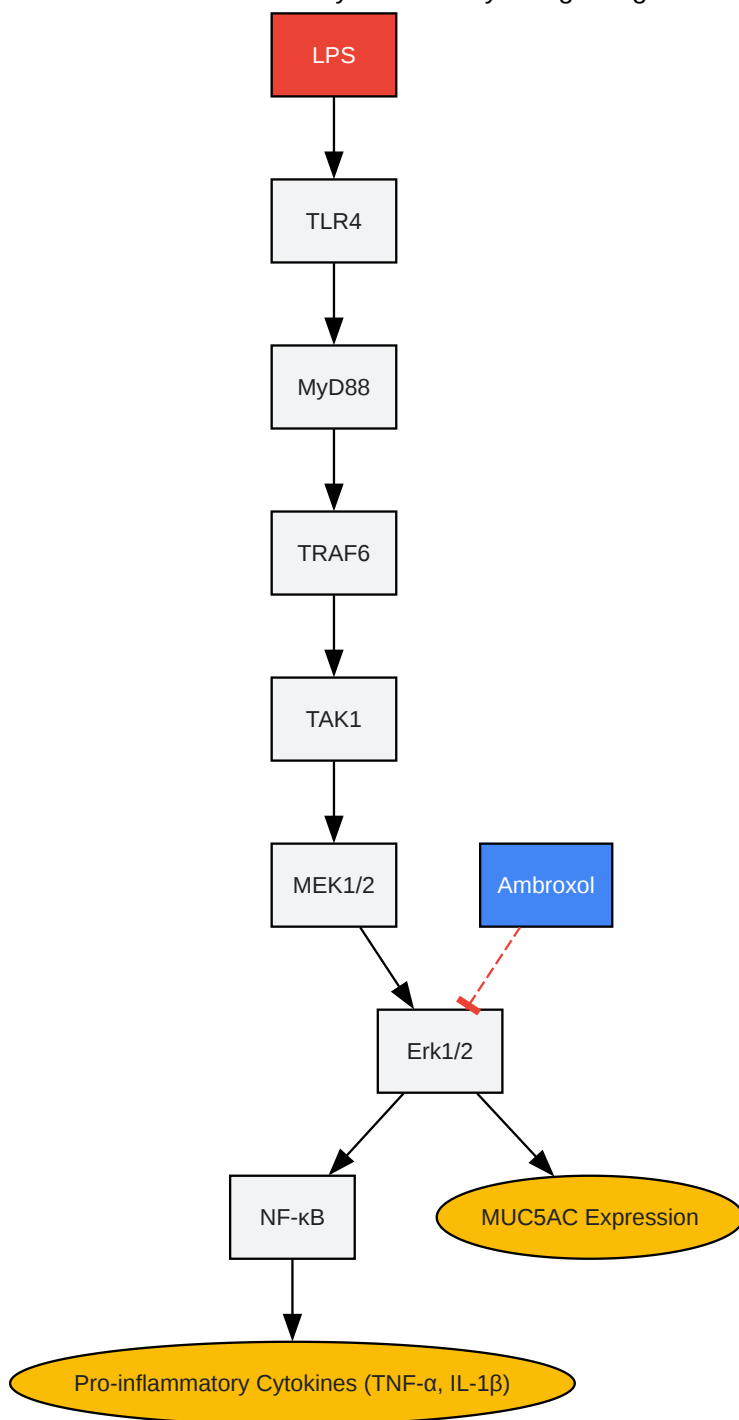 LPS
TLR4
MyD88
TRAF6
TAK1
MEK1/2
Ambroxol
Erk1/2
NF-κB
MUC5AC Expression
Pro-inflammatory Cytokines (TNF-α, IL-1β)